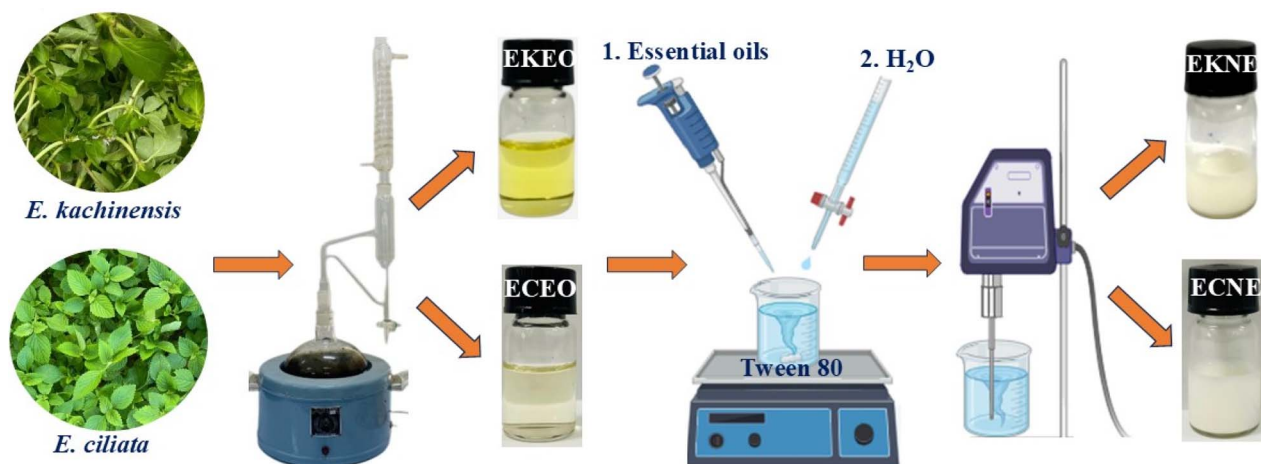 E. kachinensis
E. ciliata
EKEO
ECEO
1. Essential oils
2. H₂O
Tween 80
EKNE
ECNE